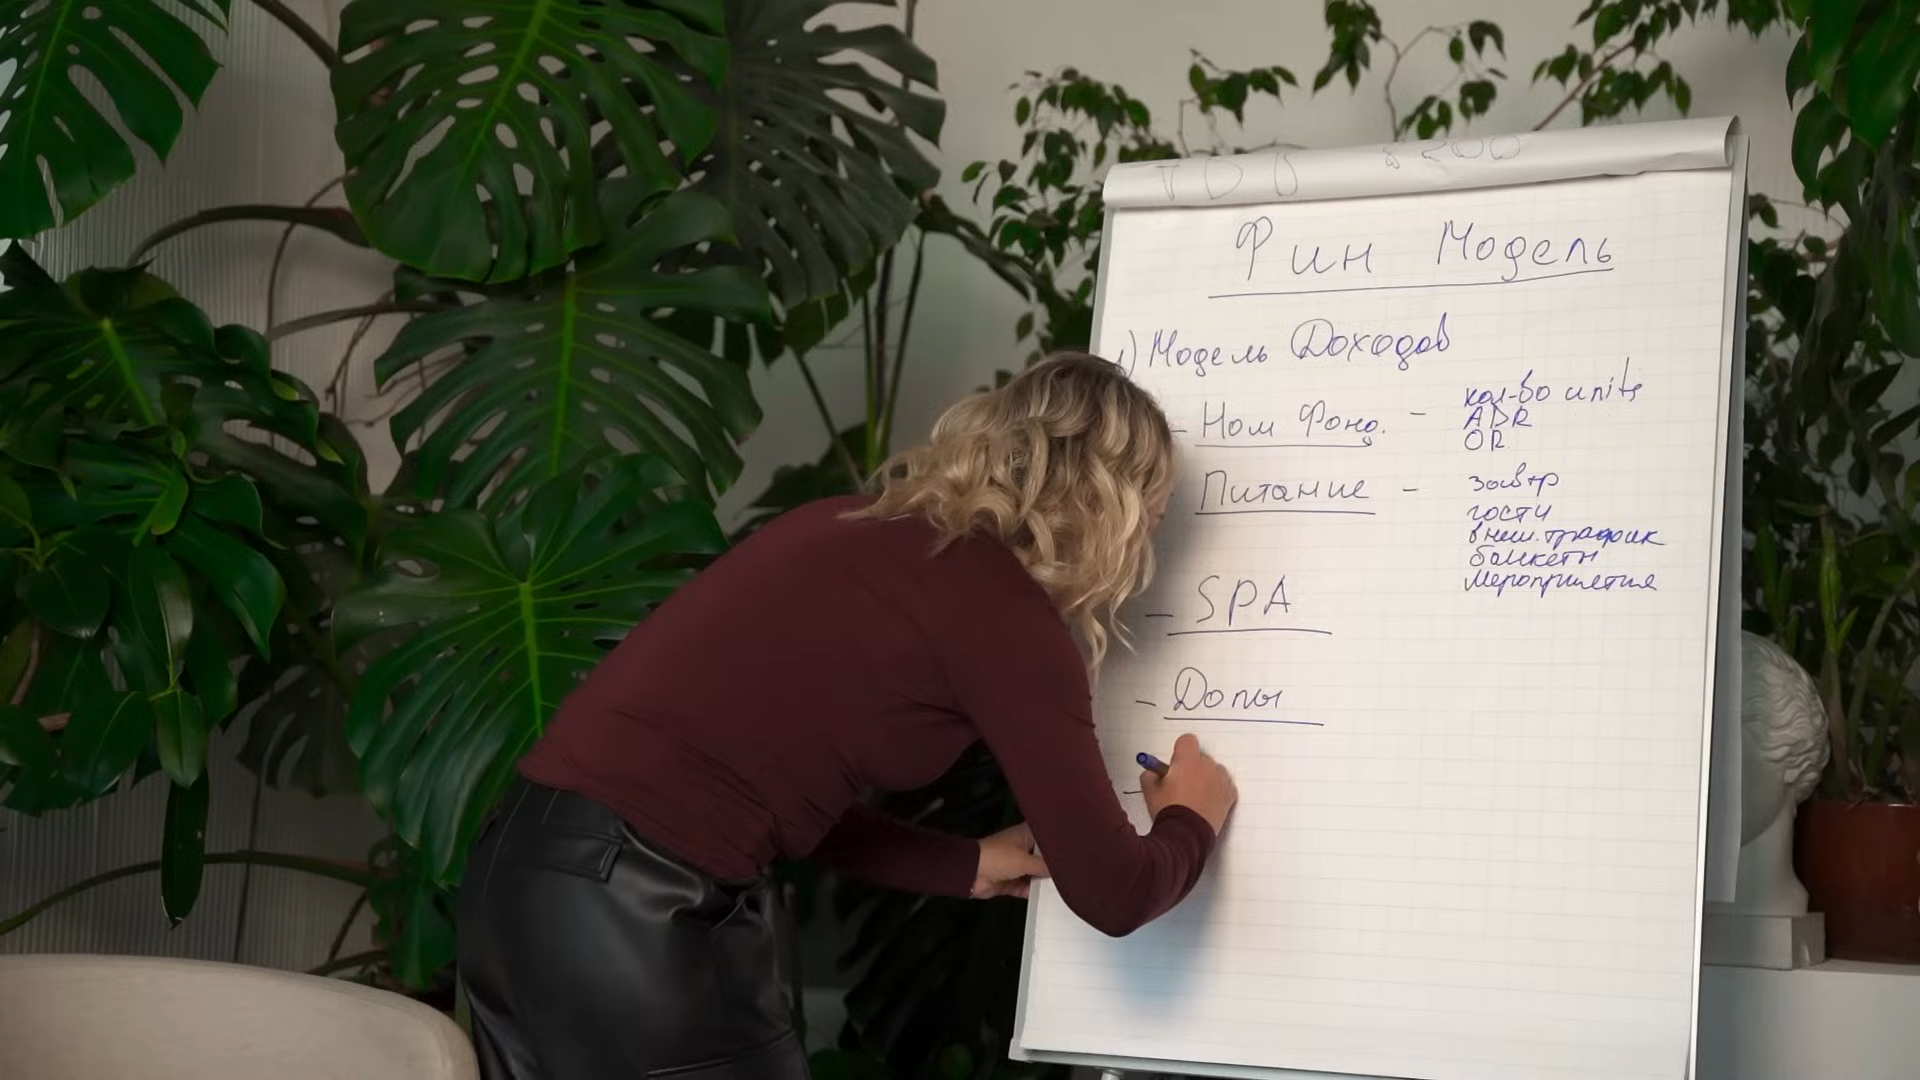 Фин Модель
1) Модель Доходов
- Ном Фонд. - кол-во units
ADR
OR
Питание - завтр
гости
внеш. трафик
банкеты
мероприятия
- SPA
- Допы
-